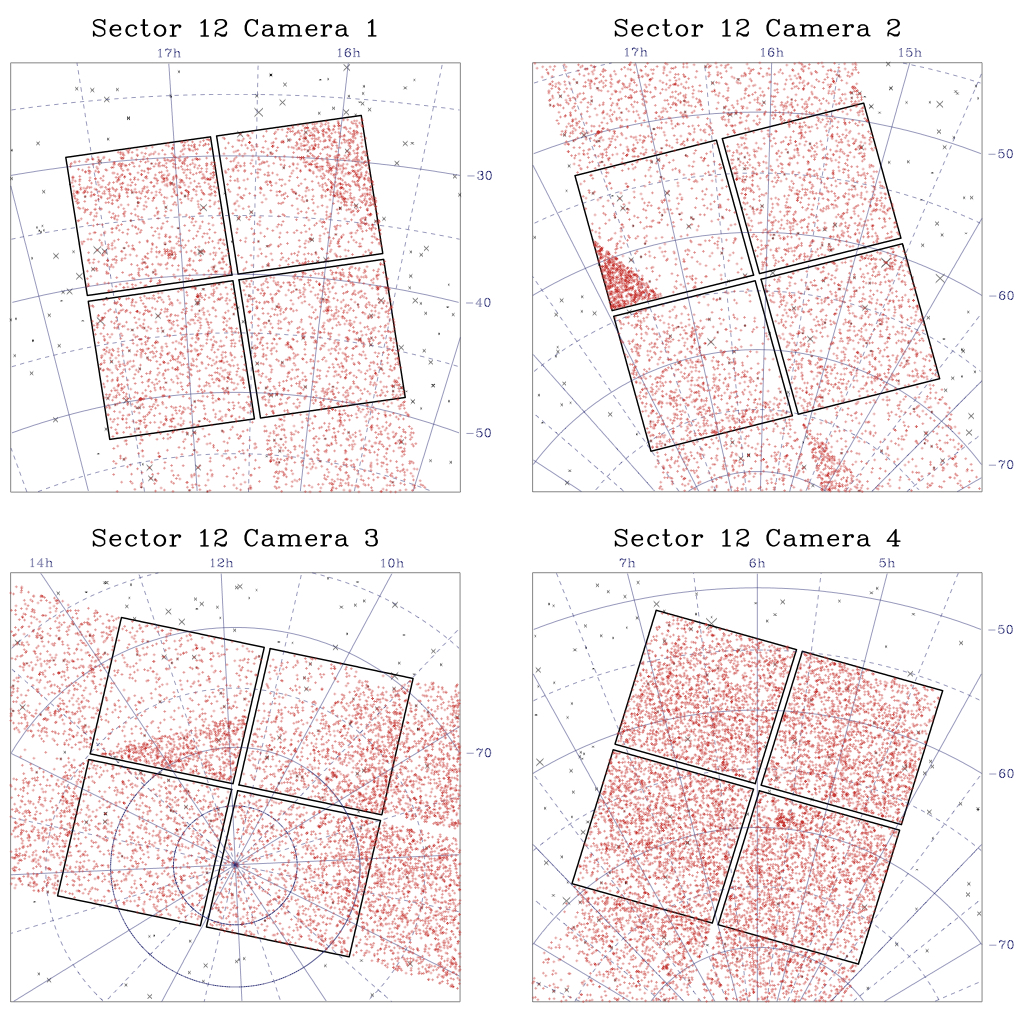 Sector 12 Camera 1
17h 16h
-30
-40
-50
Sector 12 Camera 2
17h 16h 15h
-50
-60
-70
Sector 12 Camera 3
14h 12h 10h
-70
Sector 12 Camera 4
7h 6h 5h
-50
-60
-70